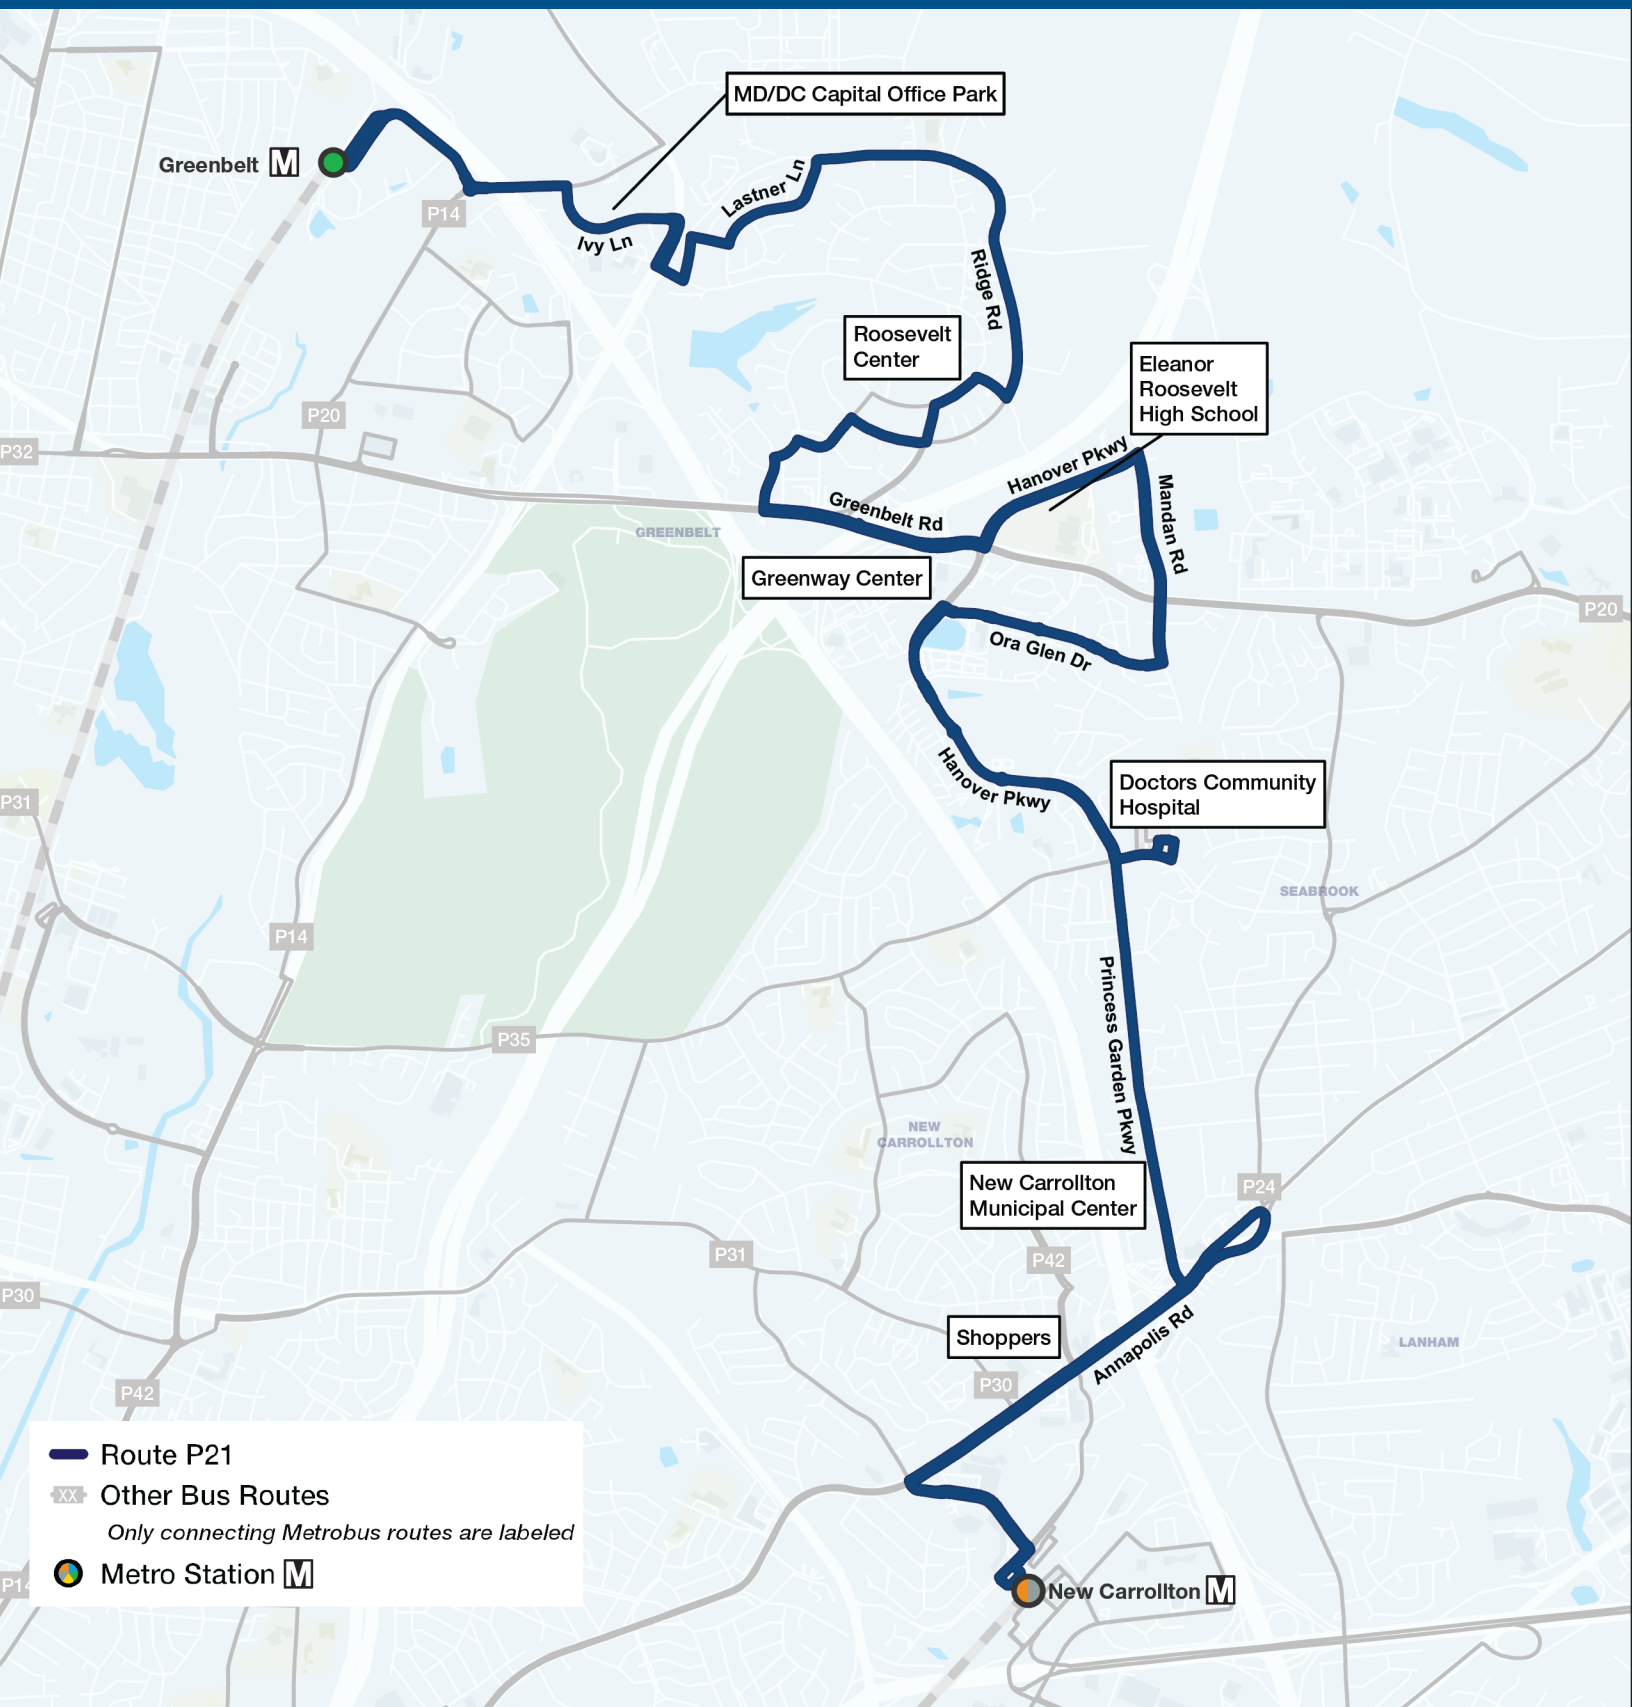 MD/DC Capital Office Park
Greenbelt M
P14
Lastner Ln
Ivy Ln
Ridge Rd
Roosevelt
Center
Eleanor
Roosevelt
High School
P20
P32
Hanover Pkwy
Greenbelt Rd
Mandan Rd
GREENBELT
Greenway Center
P20
Ora Glen Dr
Hanover Pkwy
Doctors Community
Hospital
P31
SEABROOK
P14
Princess Garden Pkwy
P35
NEW
CARROLLTON
New Carrollton
Municipal Center
P24
P31
P42
P30
Shoppers
Annapolis Rd
LANHAM
P30
P42
Route P21
XX Other Bus Routes
Only connecting Metrobus routes are labeled
Metro Station M
P14
New Carrollton M